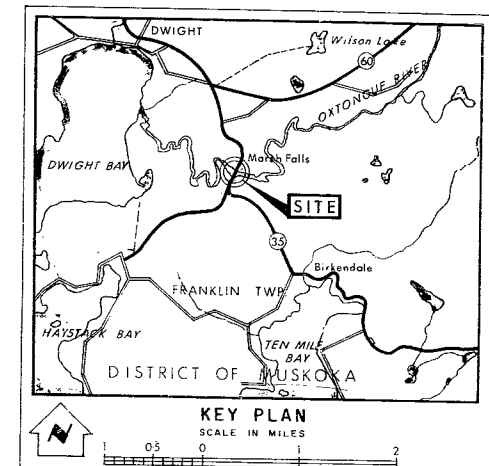 DWIGHT
Wilson Lake
60
OXTONGUE RIVER
Marsh Falls
DWIGHT BAY
SITE
35
Birkendale
FRANKLIN TWP
HAYSTACK BAY
TEN MILE
BAY
DISTRICT OF MUSKOKA
KEY PLAN
SCALE IN MILES
N
1 0·5 0 1 2